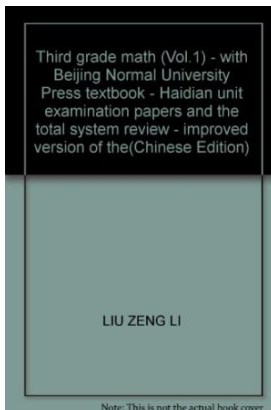 Third grade math (Vol.1) - with
Beijing Normal University
Press textbook - Haidian unit
examination papers and the
total system review - improved
version of the(Chinese Edition)
LIU ZENG LI
Note: This is not the actual book cover